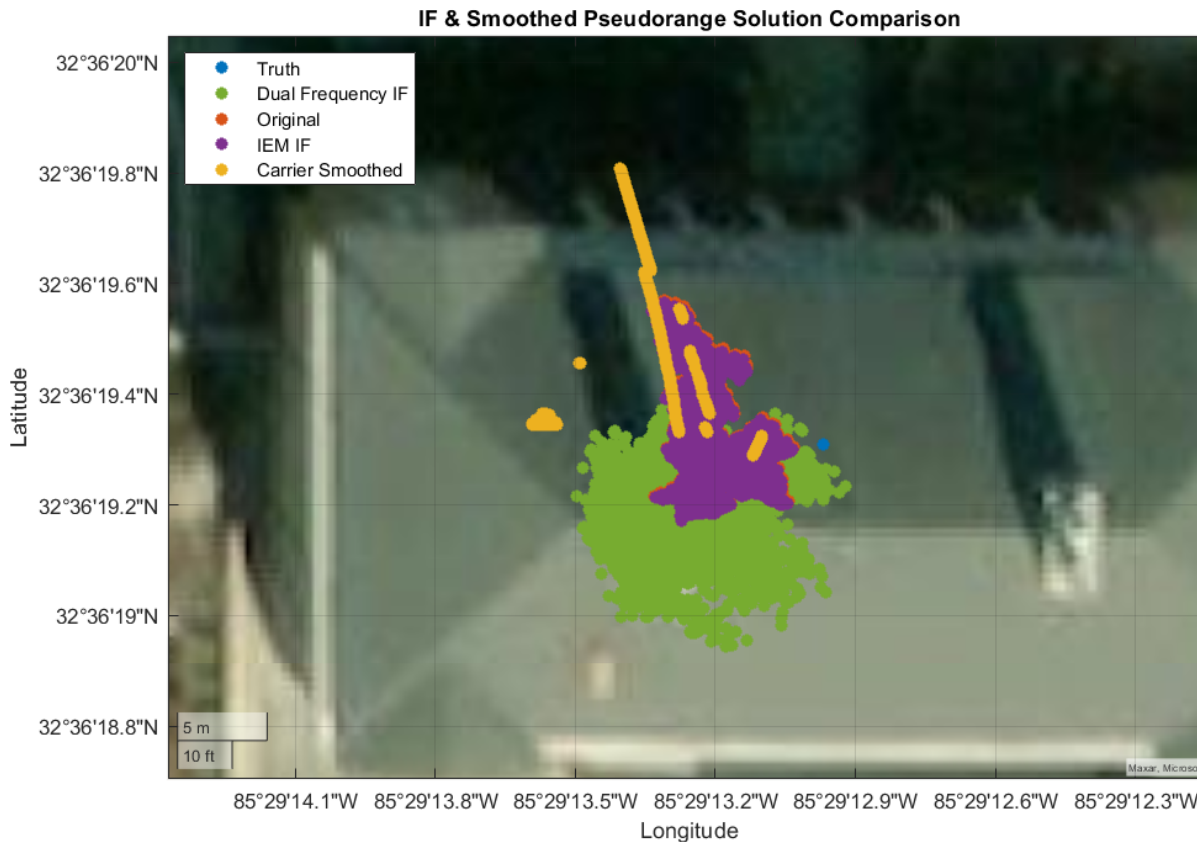 IF & Smoothed Pseudorange Solution Comparison
Truth
Dual Frequency IF
Original
IEM IF
Carrier Smoothed
32°36'20"N
32°36'19.8"N
32°36'19.6"N
32°36'19.4"N
32°36'19.2"N
32°36'19"N
32°36'18.8"N
Latitude
5 m
10 ft
Maxar, Microso
85°29'14.1"W 85°29'13.8"W 85°29'13.5"W 85°29'13.2"W 85°29'12.9"W 85°29'12.6"W 85°29'12.3"W
Longitude